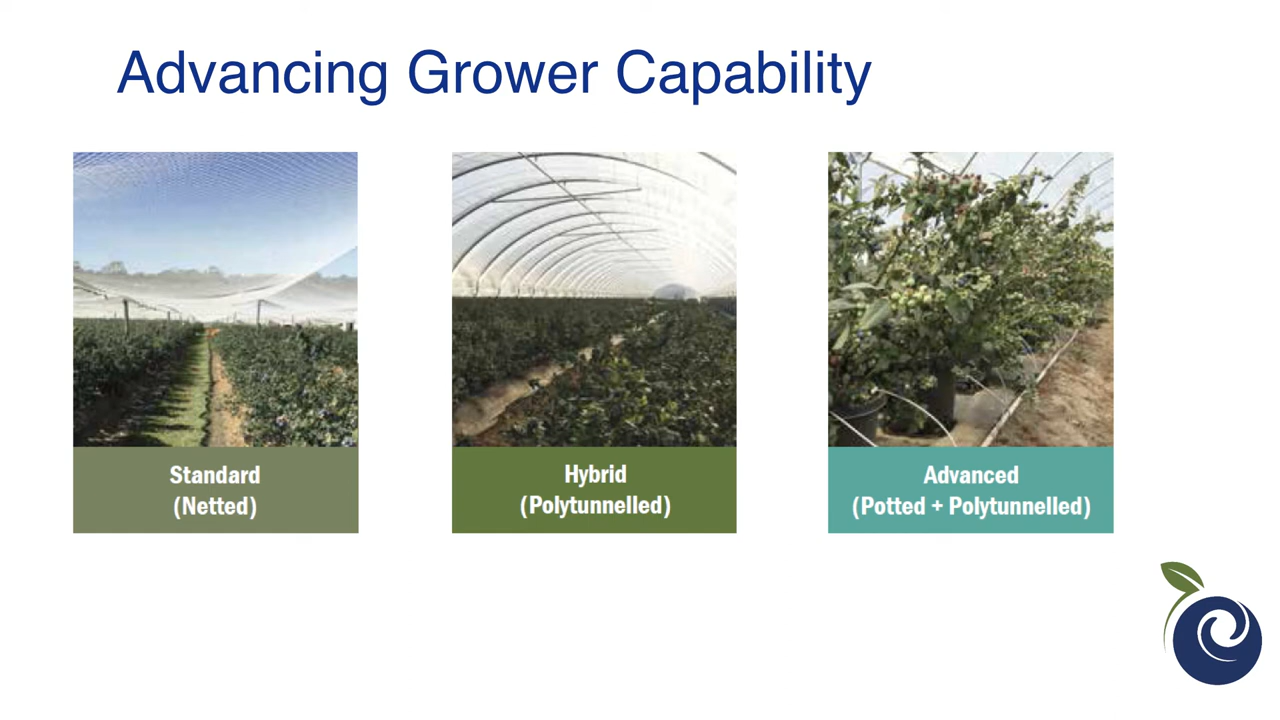 Advancing Grower Capability
Standard
(Netted)
Hybrid
(Polytunnelled)
Advanced
(Potted + Polytunnelled)